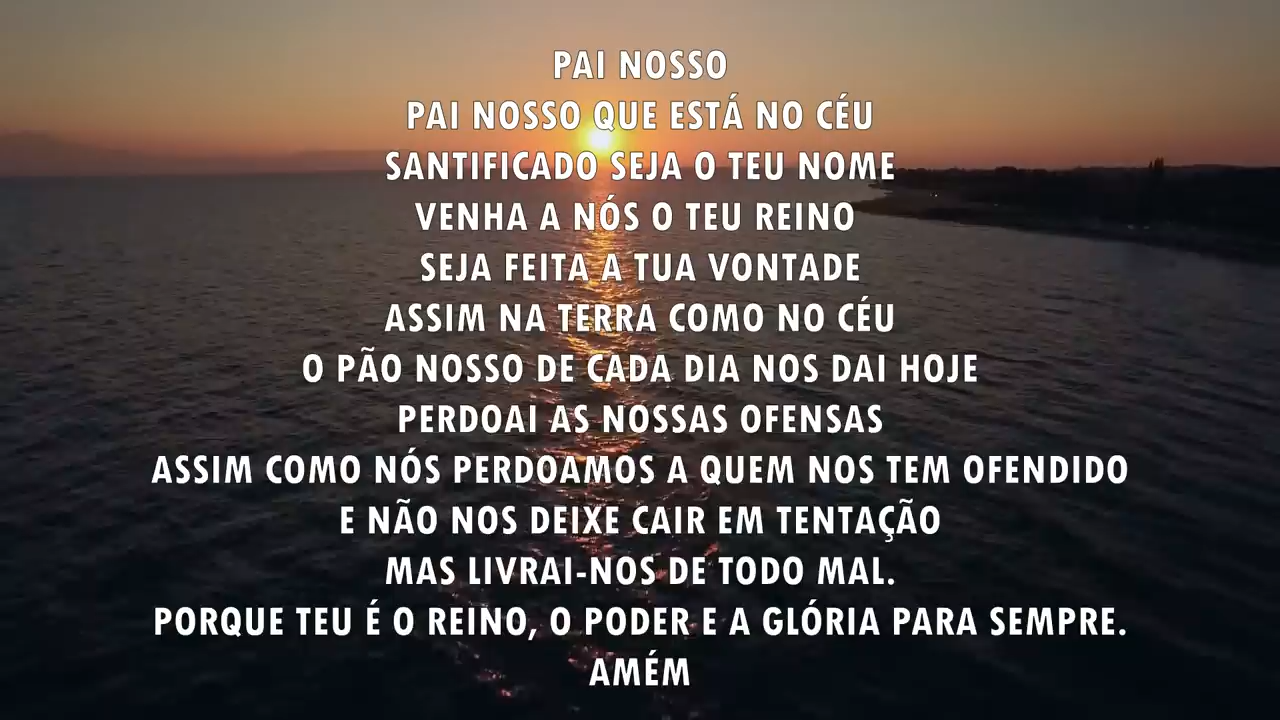 PAI NOSSO
PAI NOSSO QUE ESTÁ NO CÉU
SANTIFICADO SEJA O TEU NOME
VENHA A NÓS O TEU REINO
SEJA FEITA A TUA VONTADE
ASSIM NA TERRA COMO NO CÉU
O PÃO NOSSO DE CADA DIA NOS DAI HOJE
PERDOAI AS NOSSAS OFENSAS
ASSIM COMO NÓS PERDOAMOS A QUEM NOS TEM OFENDIDO
E NÃO NOS DEIXE CAIR EM TENTAÇÃO
MAS LIVRAI-NOS DE TODO MAL.
PORQUE TEU É O REINO, O PODER E A GLÓRIA PARA SEMPRE.
AMÉM